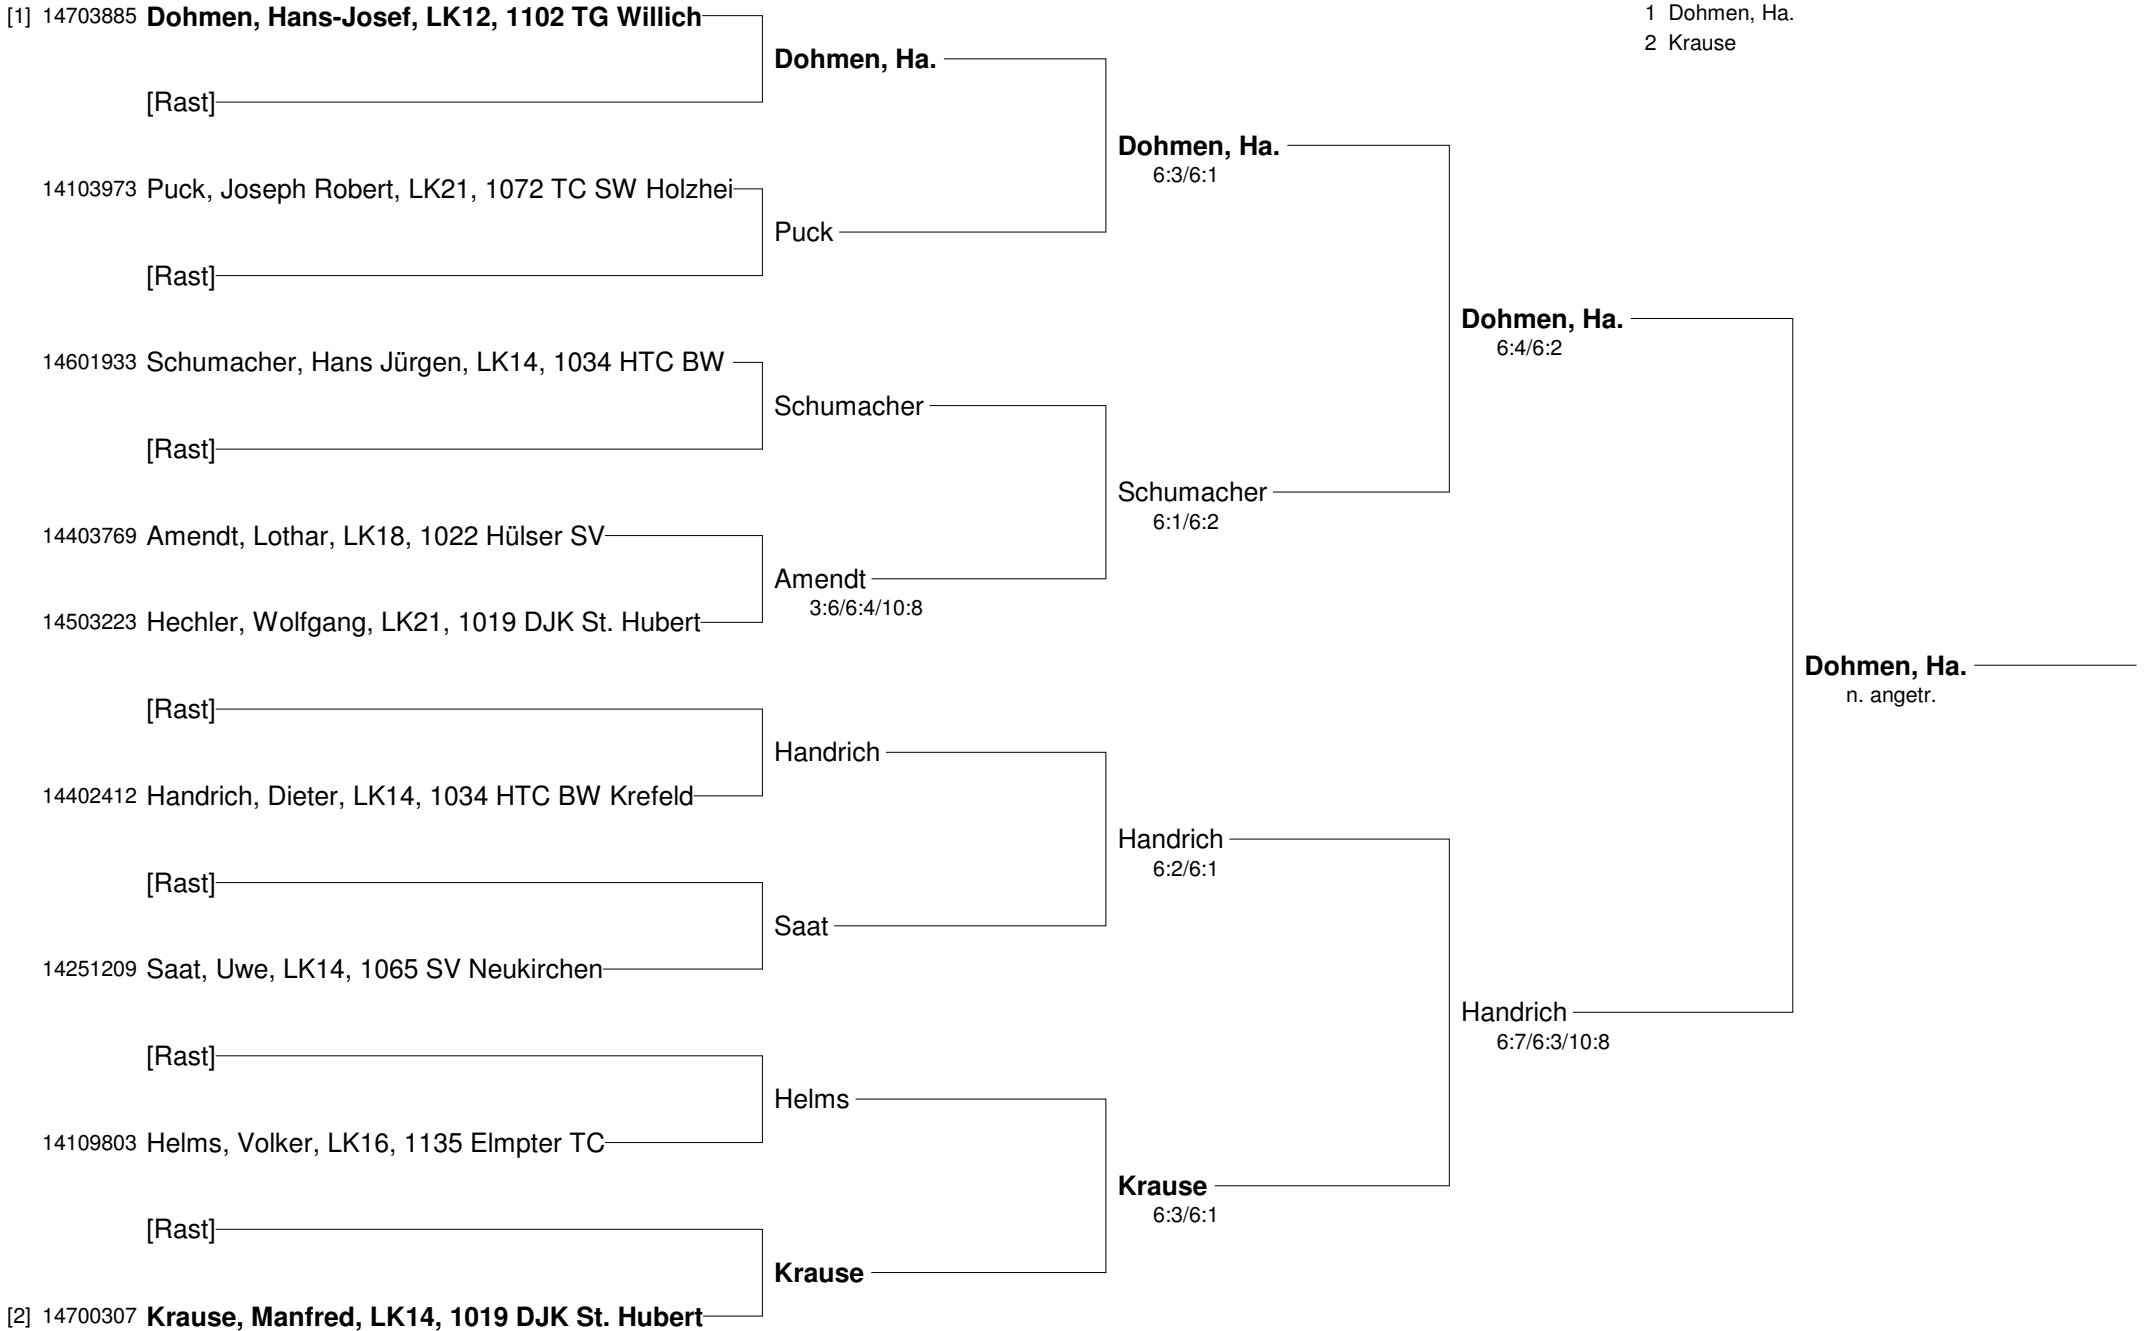 [1] 14703885 Dohmen, Hans-Josef, LK12, 1102 TG Willich
[Rast]
14103973 Puck, Joseph Robert, LK21, 1072 TC SW Holzhei
[Rast]
14601933 Schumacher, Hans Jürgen, LK14, 1034 HTC BW
[Rast]
14403769 Amendt, Lothar, LK18, 1022 Hülser SV
14503223 Hechler, Wolfgang, LK21, 1019 DJK St. Hubert
[Rast]
14402412 Handrich, Dieter, LK14, 1034 HTC BW Krefeld
[Rast]
14251209 Saat, Uwe, LK14, 1065 SV Neukirchen
[Rast]
14109803 Helms, Volker, LK16, 1135 Elmpter TC
[Rast]
[2] 14700307 Krause, Manfred, LK14, 1019 DJK St. Hubert
Dohmen, Ha.
Puck
Schumacher
Amendt
3:6/6:4/10:8
Handrich
Saat
Helms
Krause
Dohmen, Ha.
6:3/6:1
Schumacher
6:1/6:2
Handrich
6:2/6:1
Krause
6:3/6:1
Dohmen, Ha.
6:4/6:2
Handrich
6:7/6:3/10:8
Dohmen, Ha.
n. angetr.
1 Dohmen, Ha.
2 Krause